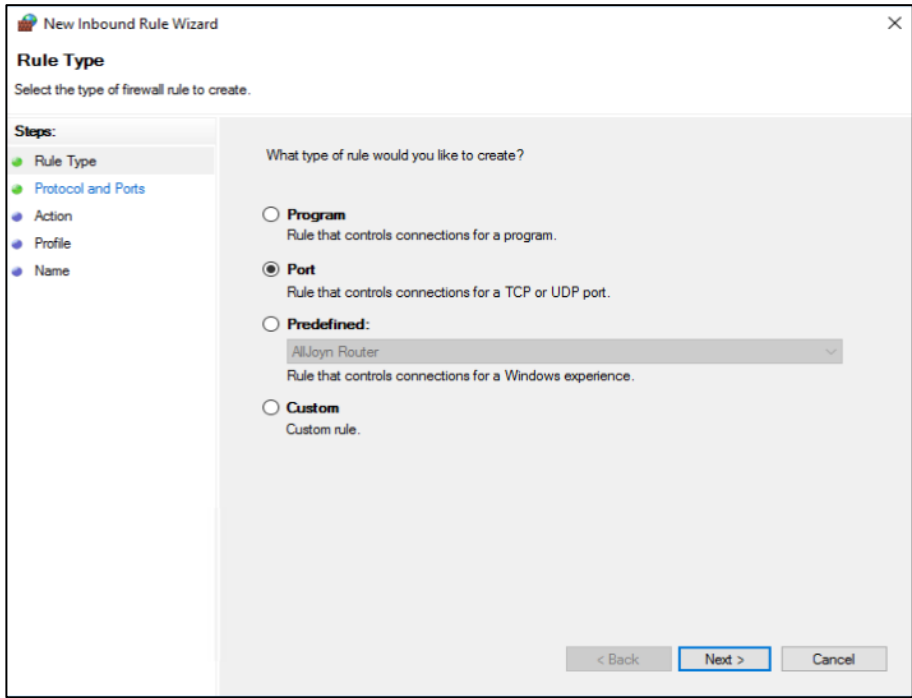 New Inbound Rule Wizard
Rule Type
Select the type of firewall rule to create.
Steps:
Rule Type
Protocol and Ports
Action
Profile
Name
What type of rule would you like to create?
Program
Rule that controls connections for a program.
Port
Rule that controls connections for a TCP or UDP port.
Predefined:
AllJoyn Router
Rule that controls connections for a Windows experience.
Custom
Custom rule.
< Back Next > Cancel